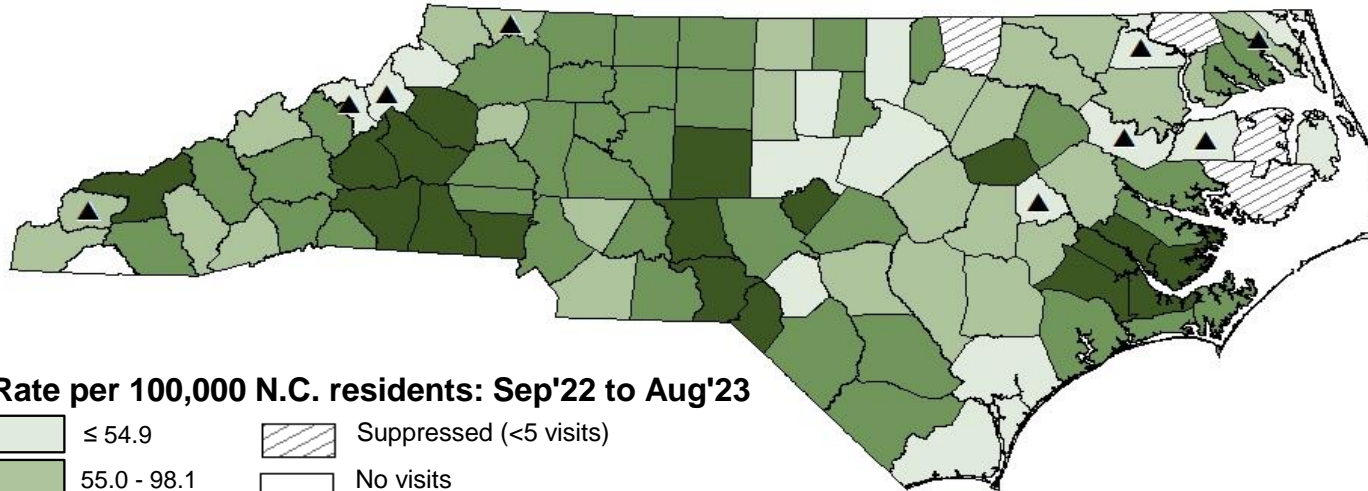 Rate per 100,000 N.C. residents: Sep'22 to Aug'23
≤ 54.9
Suppressed (<5 visits)
55.0 - 98.1
No visits